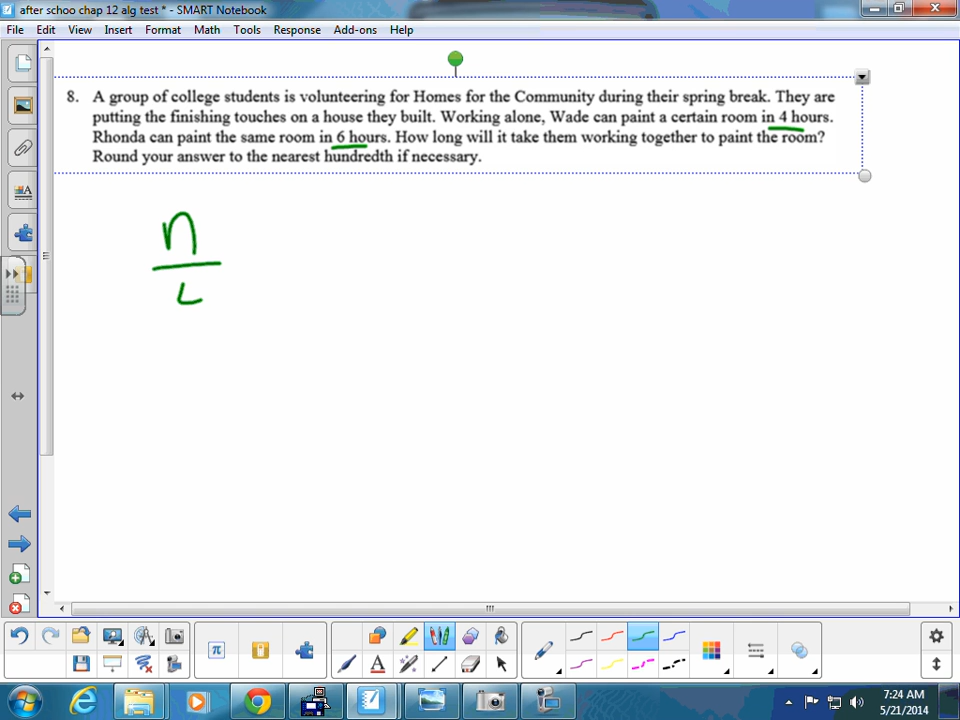 after schoo chap 12 alg test * - SMART Notebook
File Edit View Insert Format Math Tools Response Add-ons Help
8. A group of college students is volunteering for Homes for the Community during their spring break. They are
putting the finishing touches on a house they built. Working alone, Wade can paint a certain room in 4 hours.
Rhonda can paint the same room in 6 hours. How long will it take them working together to paint the room?
Round your answer to the nearest hundredth if necessary.
n
7:24 AM
5/21/2014